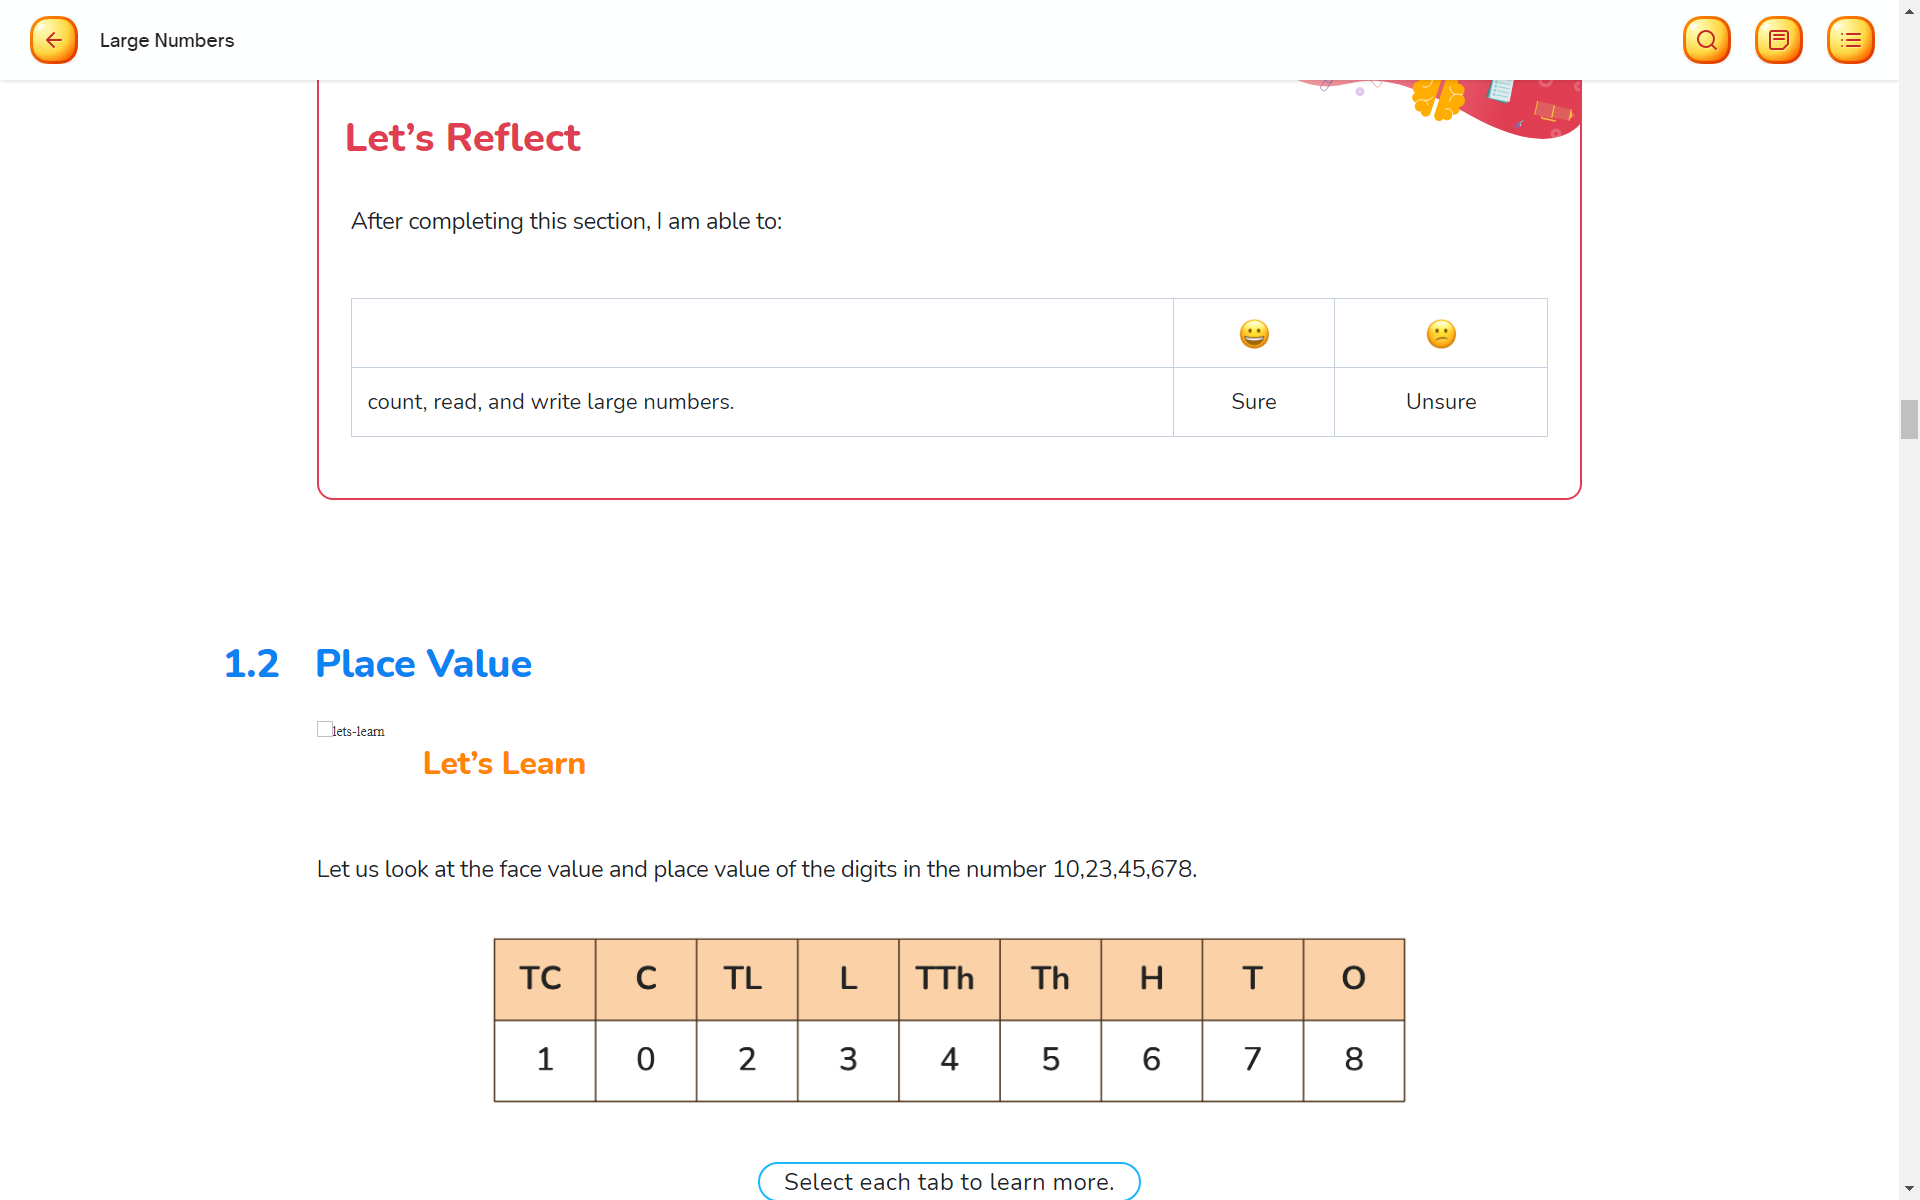 Large Numbers
Let’s Reflect
After completing this section, I am able to:
count, read, and write large numbers. Sure Unsure
1.2 Place Value
lets-learn
Let’s Learn
Let us look at the face value and place value of the digits in the number 10,23,45,678.
TC C TL L TTh Th H T O
1 0 2 3 4 5 6 7 8
Select each tab to learn more.